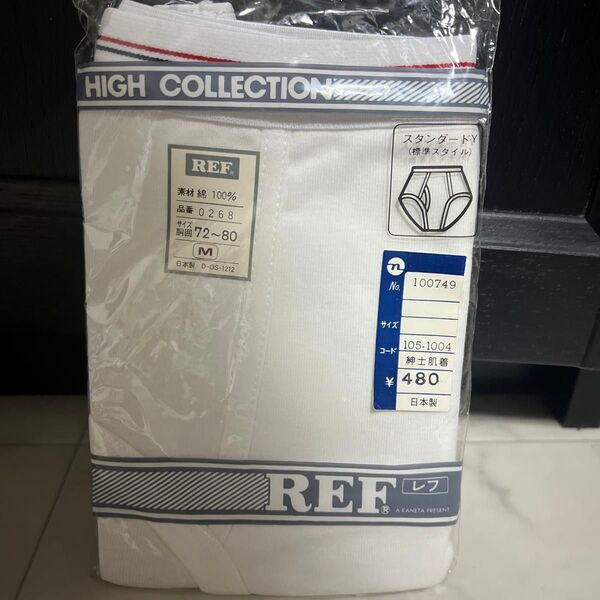 HIGH COLLECTION
スタンダードY
(標準スタイル)
REF®
素材 綿 100%
品番 0268
サイズ
胴囲 72~80
M
日本製 D-OS-1212
n
No. 100749
サイズ
コード 105-1004
紳士肌着
¥ 480
日本製
REF® レフ
A KANETA PRESENT